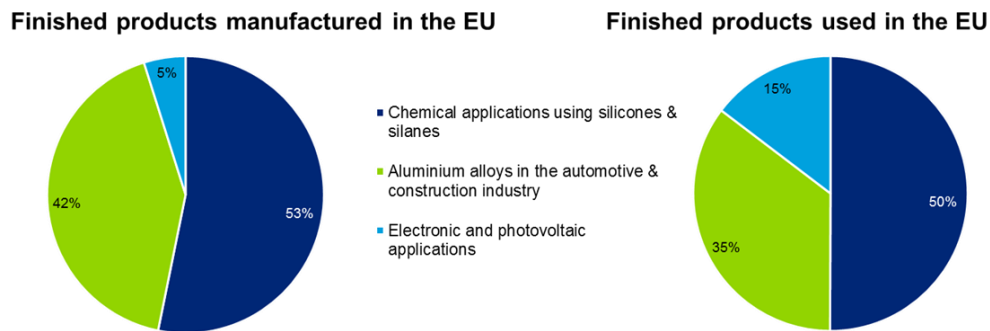 Finished products manufactured in the EU
Finished products used in the EU
5%
42%
53%
Chemical applications using silicones &
silanes
Aluminium alloys in the automotive &
construction industry
Electronic and photovoltaic
applications
15%
35%
50%